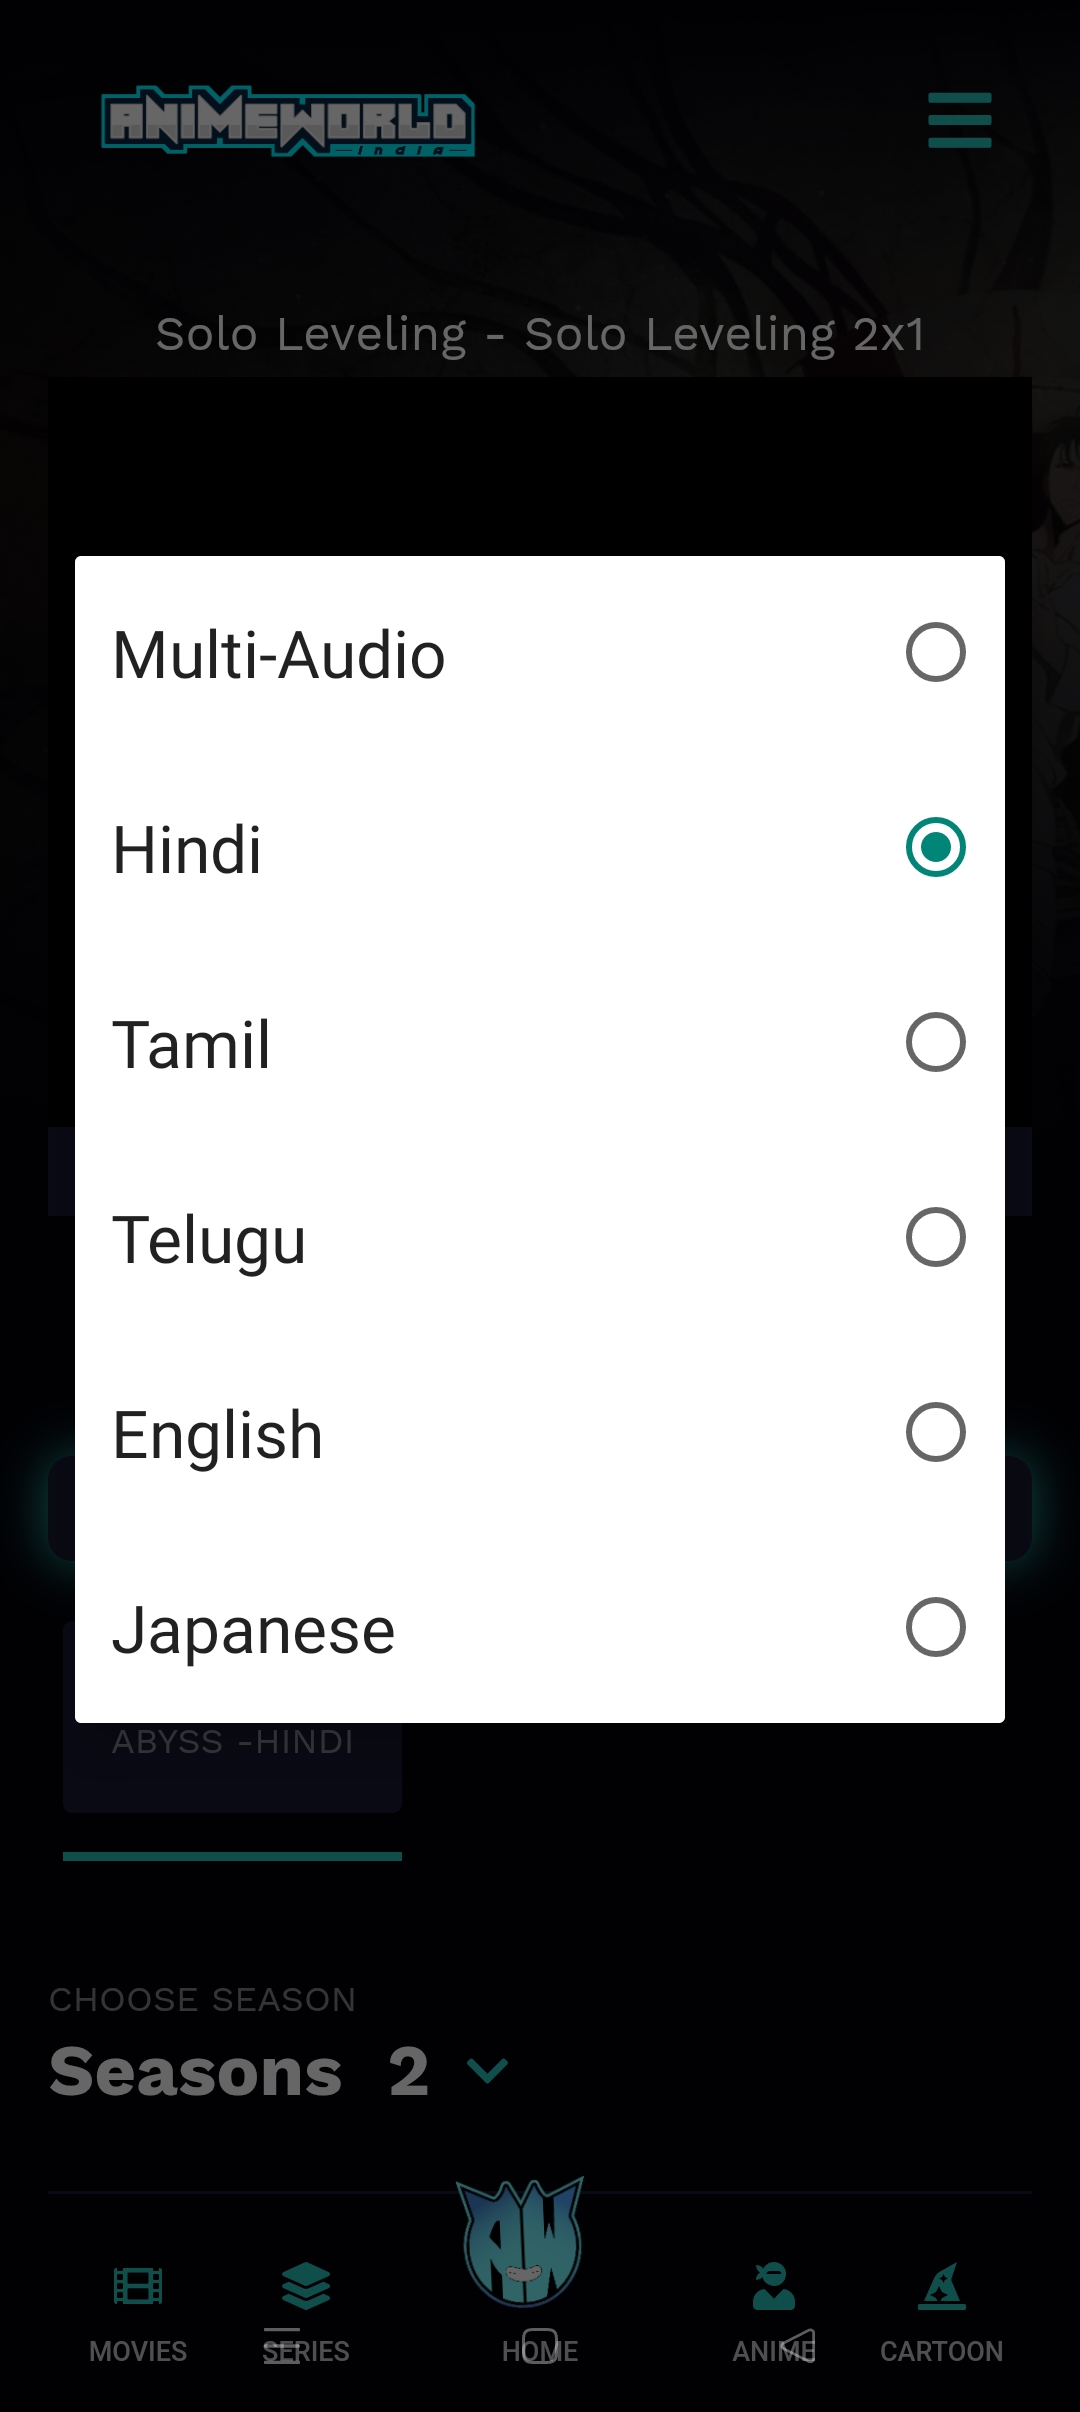 ANIMEWORLD
india
Solo Leveling - Solo Leveling 2x1
Multi-Audio
Hindi
Tamil
Telugu
English
Japanese
ABYSS -HINDI
CHOOSE SEASON
Seasons 2
AW
MOVIES
SERIES
HOME
ANIME
CARTOON